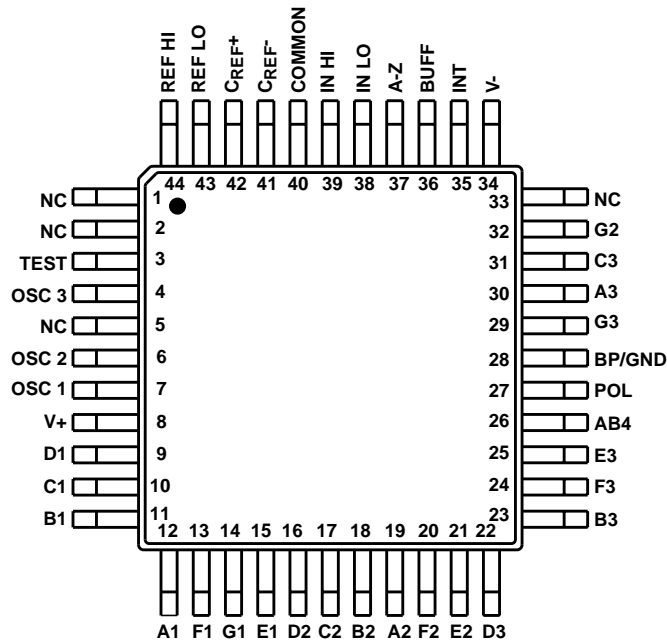 REF HI
REF LO
CREF+
CREF-
COMMON
IN HI
IN LO
A-Z
BUFF
INT
V-
44 43 42 41 40 39 38 37 36 35 34
NC 1
NC 2
TEST 3
OSC 3 4
NC 5
OSC 2 6
OSC 1 7
V+ 8
D1 9
C1 10
B1 11
33 NC
32 G2
31 C3
30 A3
29 G3
28 BP/GND
27 POL
26 AB4
25 E3
24 F3
23 B3
12 13 14 15 16 17 18 19 20 21 22
A1 F1 G1 E1 D2 C2 B2 A2 F2 E2 D3